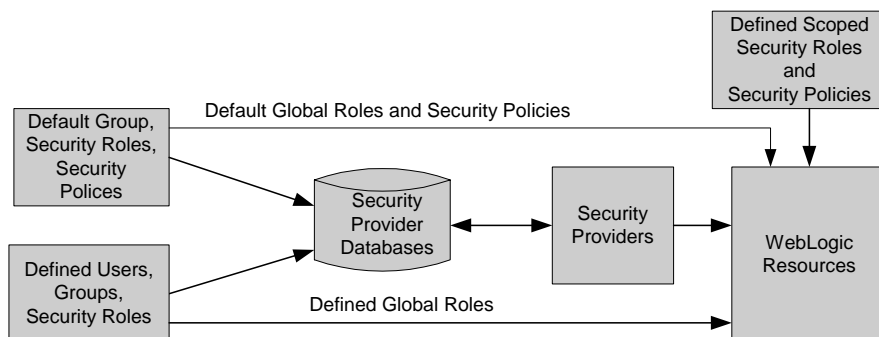 Defined Scoped
Security Roles
and
Security Policies
Default Global Roles and Security Policies
Default Group,
Security Roles,
Security
Polices
Security
Provider
Databases
Security
Providers
WebLogic
Resources
Defined Users,
Groups,
Security Roles
Defined Global Roles